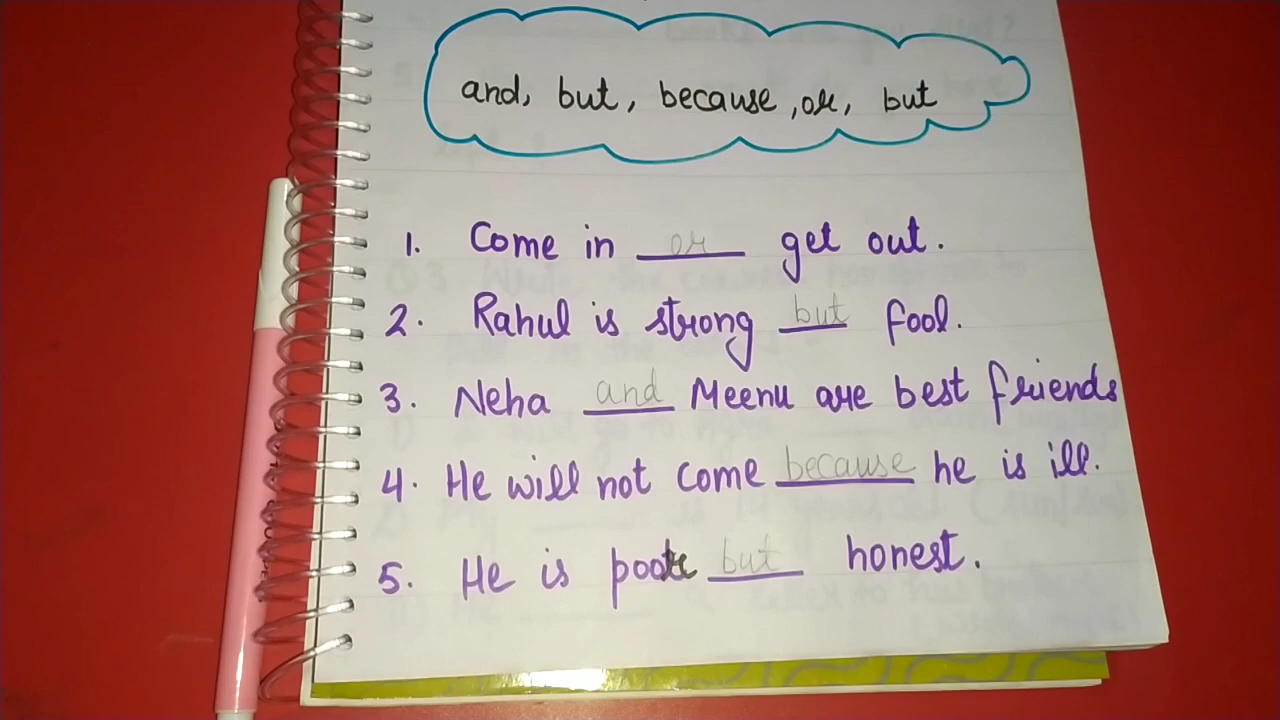 and, but, because, or, but
1. Come in or get out.
2. Rahul is strong but fool.
3. Neha and Meenu are best friends
4. He will not come because he is ill.
5. He is poor but honest.